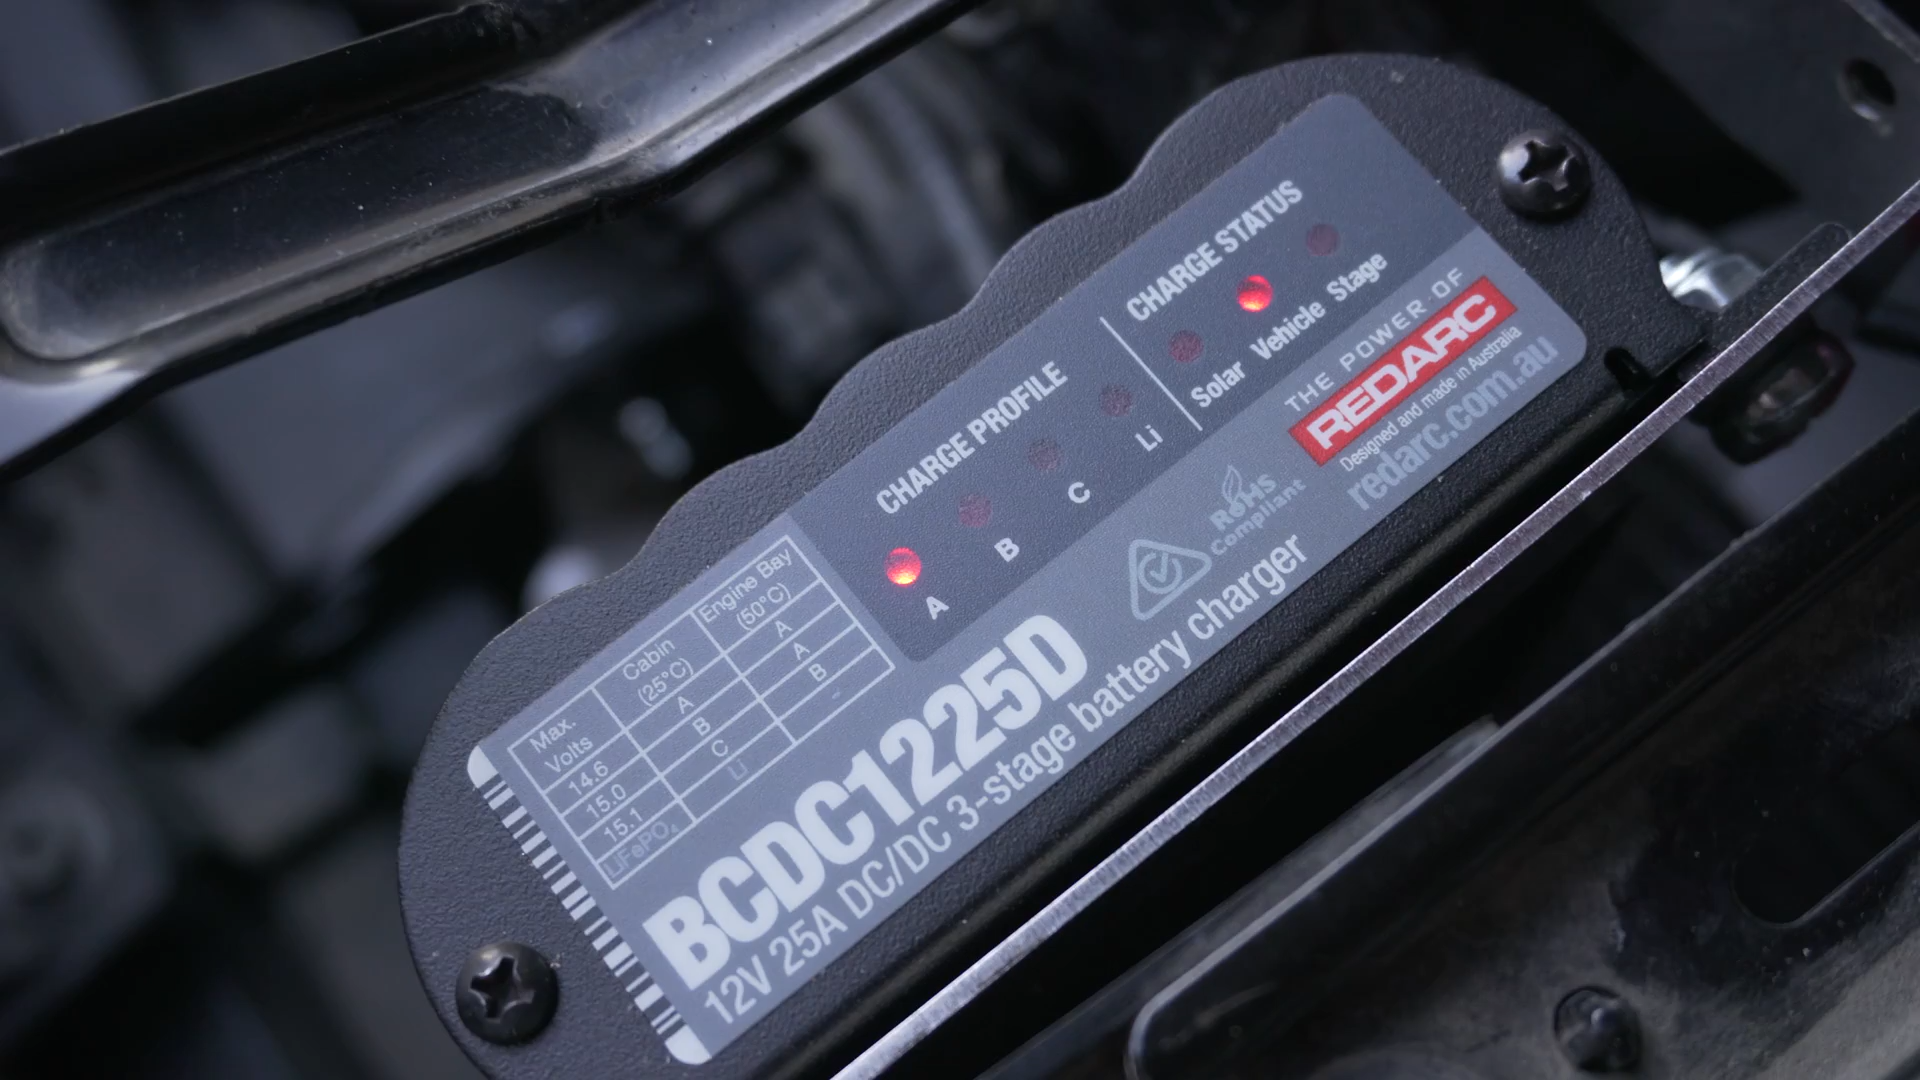 CHARGE STATUS
Solar Vehicle Stage
CHARGE PROFILE
A B C Li
THE POWER OF
REDARC
Designed and made in Australia
redarc.com.au
RoHS
Compliant
Max. Volts Cabin (25°C) Engine Bay (50°C)
14.6 A A
15.0 B A
15.1 C B
LiFePO₄ Li -
BCDC1225D
12V 25A DC/DC 3-stage battery charger